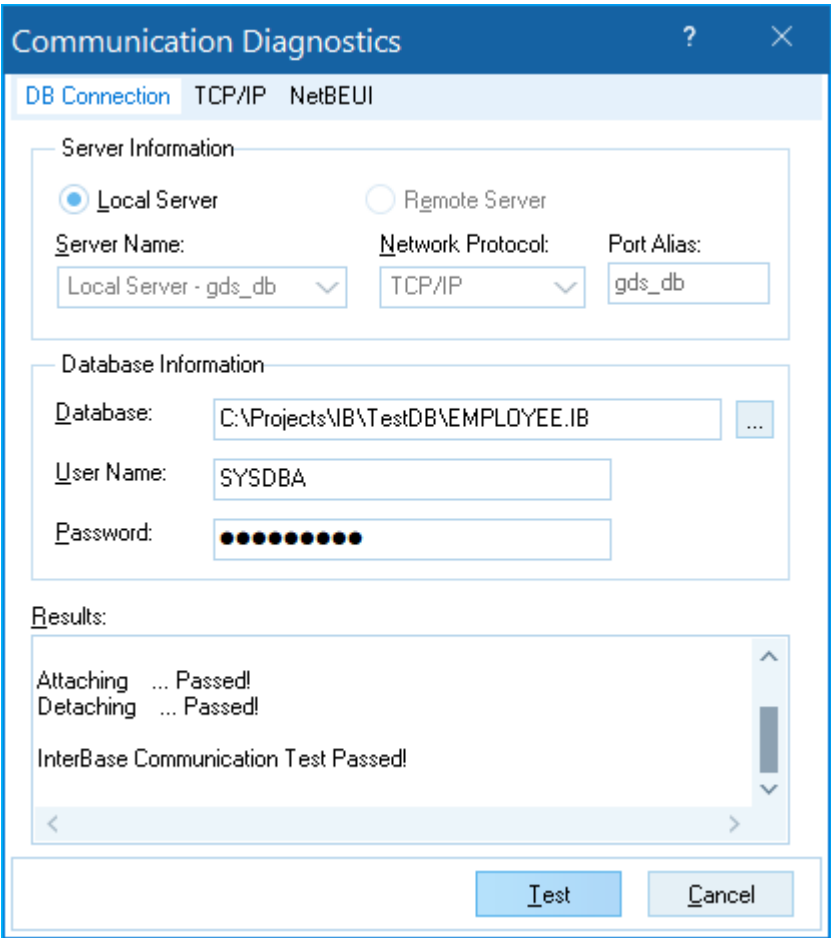 Communication Diagnostics ?
DB Connection TCP/IP NetBEUI
Server Information
Local Server Remote Server
Server Name: Network Protocol: Port Alias:
Local Server - gds_db TCP/IP gds_db
Database Information
Database: C:\Projects\IB\TestDB\EMPLOYEE.IB ...
User Name: SYSDBA
Password: ●●●●●●●●●
Results:
Attaching ... Passed!
Detaching ... Passed!
InterBase Communication Test Passed!
Test Cancel